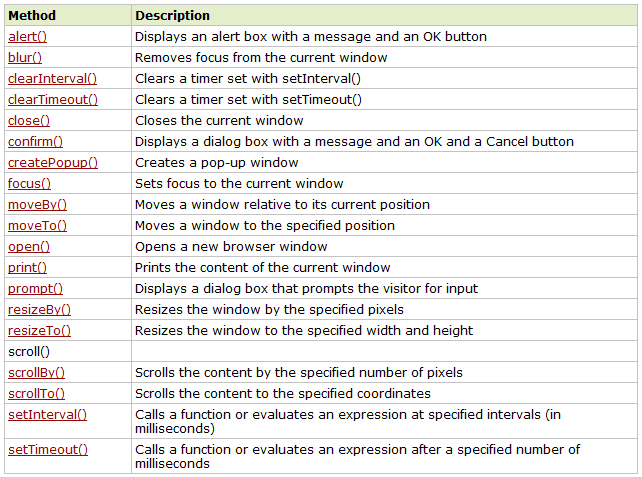 Method Description
alert() Displays an alert box with a message and an OK button
blur() Removes focus from the current window
clearInterval() Clears a timer set with setInterval()
clearTimeout() Clears a timer set with setTimeout()
close() Closes the current window
confirm() Displays a dialog box with a message and an OK and a Cancel button
createPopup() Creates a pop-up window
focus() Sets focus to the current window
moveBy() Moves a window relative to its current position
moveTo() Moves a window to the specified position
open() Opens a new browser window
print() Prints the content of the current window
prompt() Displays a dialog box that prompts the visitor for input
resizeBy() Resizes the window by the specified pixels
resizeTo() Resizes the window to the specified width and height
scroll()
scrollBy() Scrolls the content by the specified number of pixels
scrollTo() Scrolls the content to the specified coordinates
setInterval() Calls a function or evaluates an expression at specified intervals (in
milliseconds)
setTimeout() Calls a function or evaluates an expression after a specified number of
milliseconds